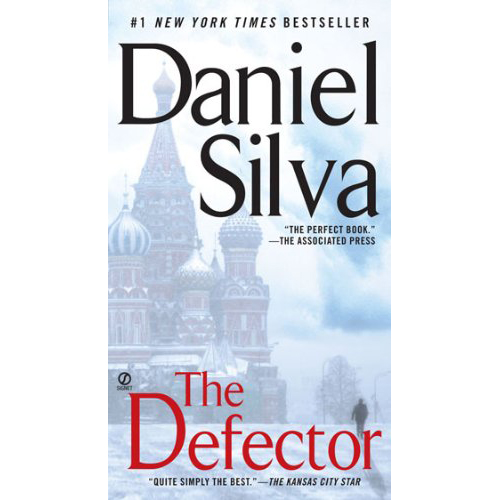 #1 NEW YORK TIMES BESTSELLER
Daniel
Silva
“THE PERFECT BOOK.”
—THE ASSOCIATED PRESS
SIGNET
The
Defector
“QUITE SIMPLY THE BEST.”—THE KANSAS CITY STAR